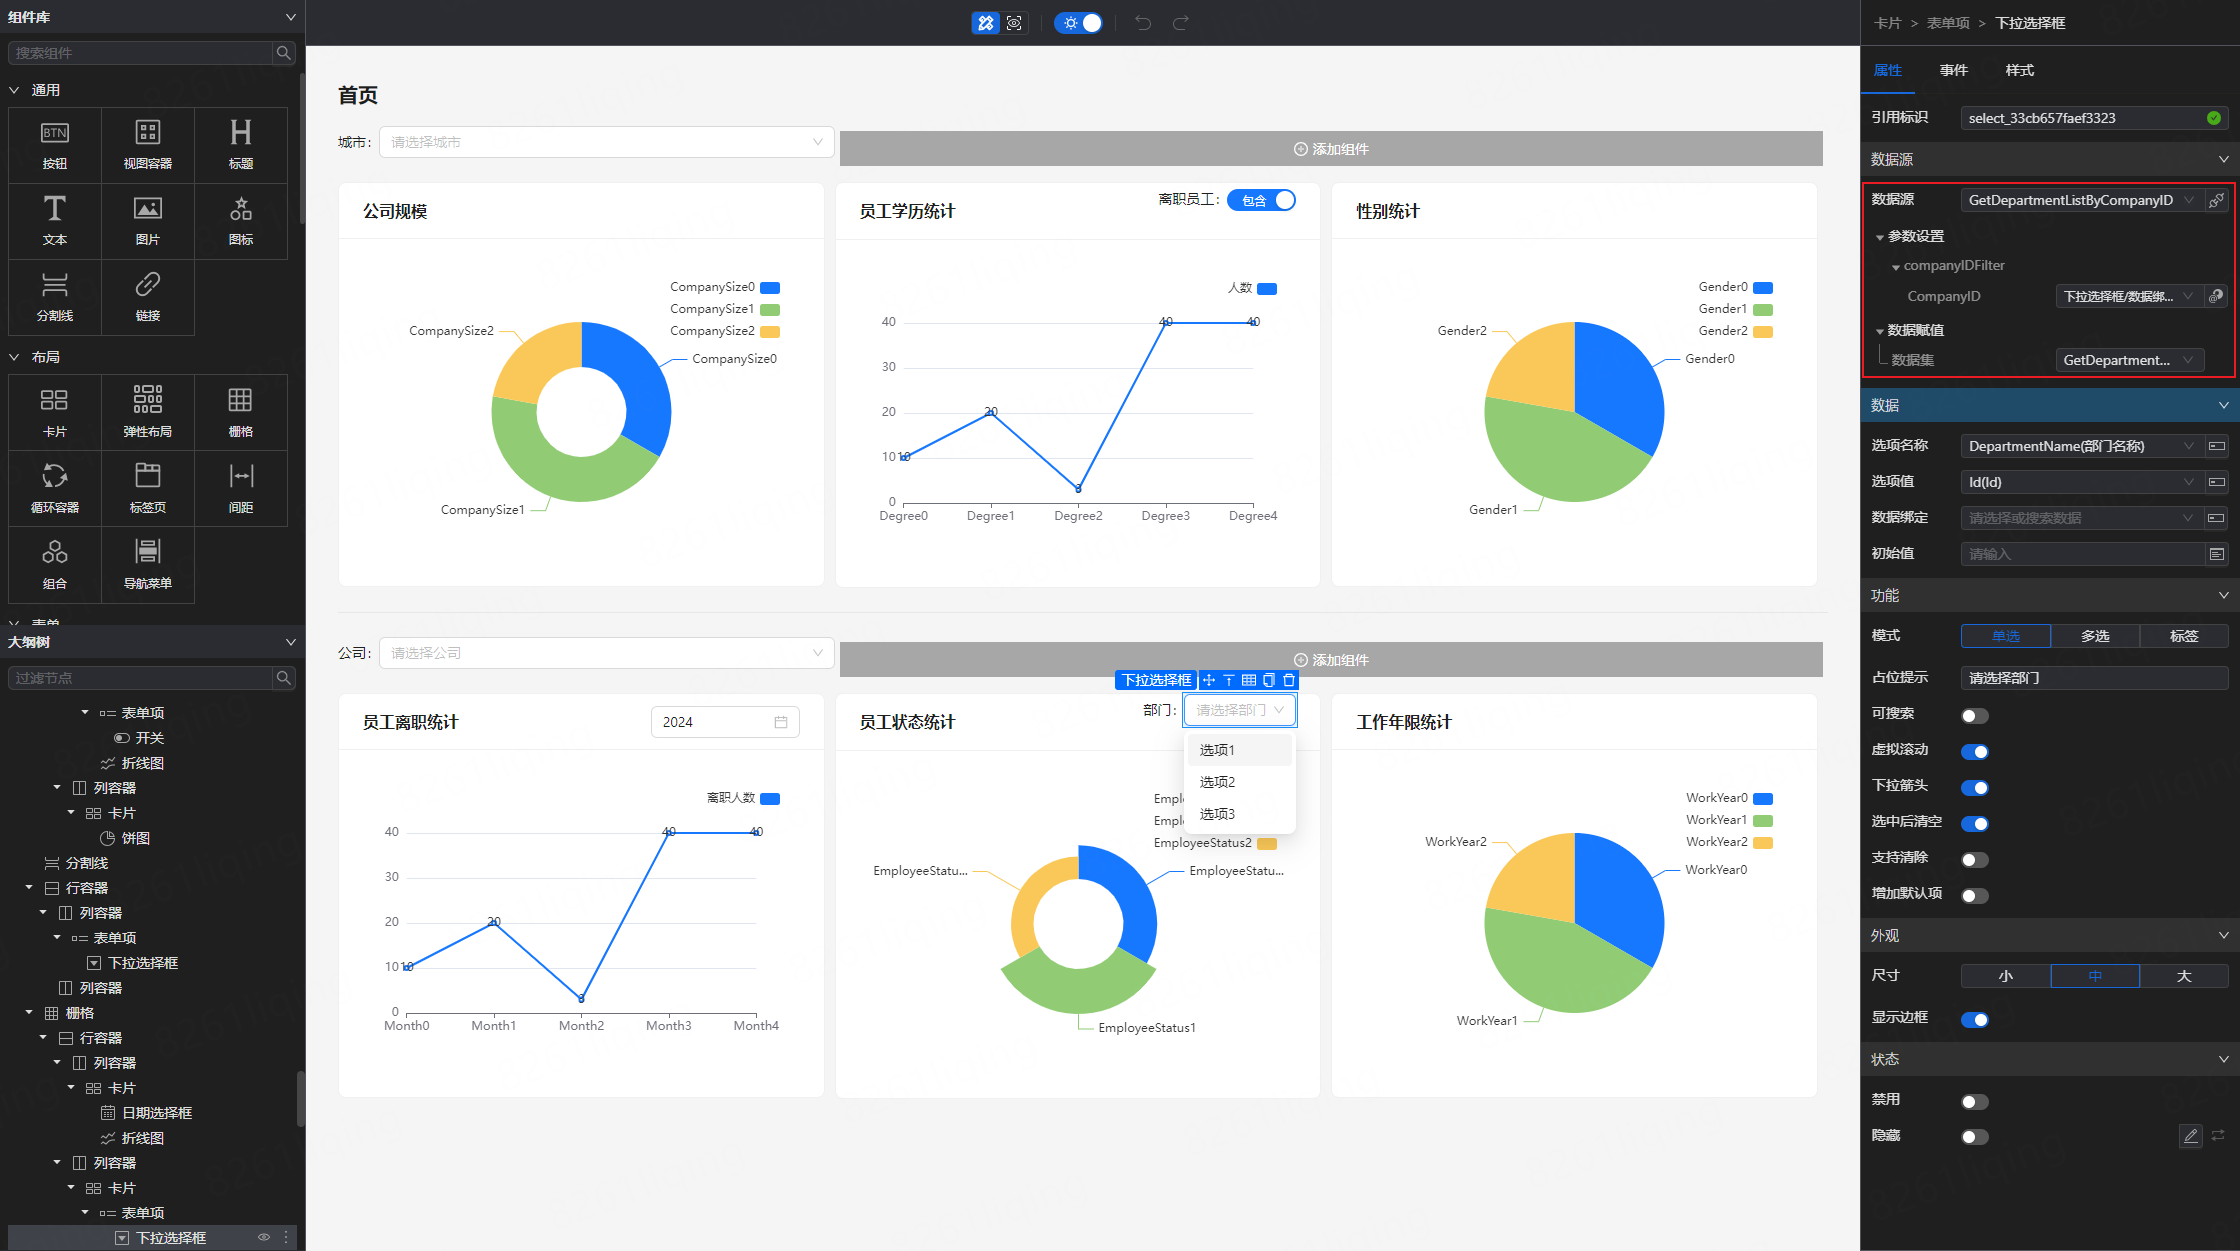 组件库
搜索组件
通用
BTN
按钮
视图容器
标题
文本
图片
图标
分割线
链接
布局
卡片
弹性布局
栅格
循环容器
标签页
间距
组合
导航菜单
表单
大纲树
过滤节点
表单项
开关
折线图
列容器
卡片
饼图
分割线
行容器
列容器
表单项
下拉选择框
列容器
栅格
行容器
列容器
卡片
日期选择框
折线图
列容器
卡片
表单项
下拉选择框
首页
城市：
请选择城市
添加组件
公司规模
CompanySize0
CompanySize1
CompanySize2
CompanySize2
CompanySize0
CompanySize1
员工学历统计
离职员工：
包含
人数
40
30
20
10
0
10
20
3
40
40
Degree0
Degree1
Degree2
Degree3
Degree4
性别统计
Gender0
Gender1
Gender2
Gender2
Gender0
Gender1
公司：
请选择公司
添加组件
下拉选择框
员工离职统计
2024
离职人数
40
30
20
10
0
10
20
3
40
40
Month0
Month1
Month2
Month3
Month4
员工状态统计
部门：
请选择部门
选项1
选项2
选项3
Emplo
Emplo
EmployeeStatus2
EmployeeStatu...
EmployeeStatu...
EmployeeStatus1
工作年限统计
WorkYear0
WorkYear1
WorkYear2
WorkYear2
WorkYear0
WorkYear1
卡片 > 表单项 > 下拉选择框
属性
事件
样式
引用标识
select_33cb657faef3323
数据源
数据源
GetDepartmentListByCompanyID
参数设置
companyIDFilter
CompanyID
下拉选择框/数据绑...
数据赋值
数据集
GetDepartment...
数据
选项名称
DepartmentName(部门名称)
选项值
Id(Id)
数据绑定
请选择或搜索数据
初始值
请输入
功能
模式
单选
多选
标签
占位提示
请选择部门
可搜索
虚拟滚动
下拉箭头
选中后清空
支持清除
增加默认项
外观
尺寸
小
中
大
显示边框
状态
禁用
隐藏